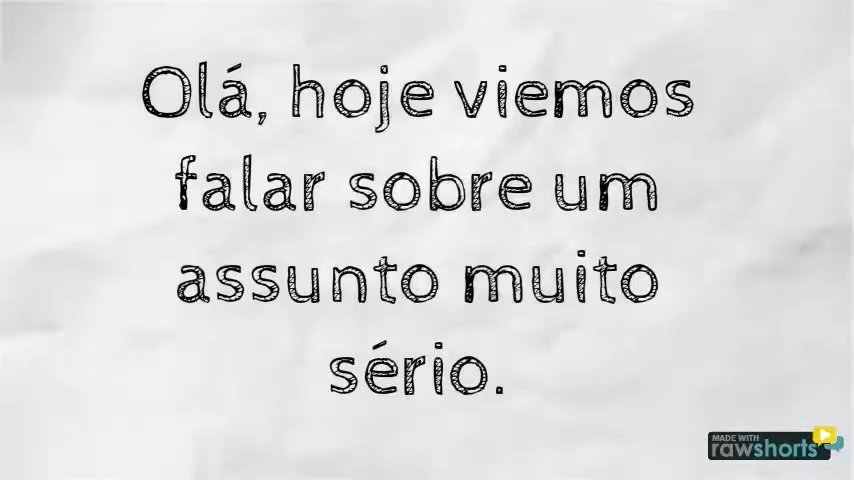 Olá, hoje viemos
falar sobre um
assunto muito
sério.
MADE WITH
rawshorts